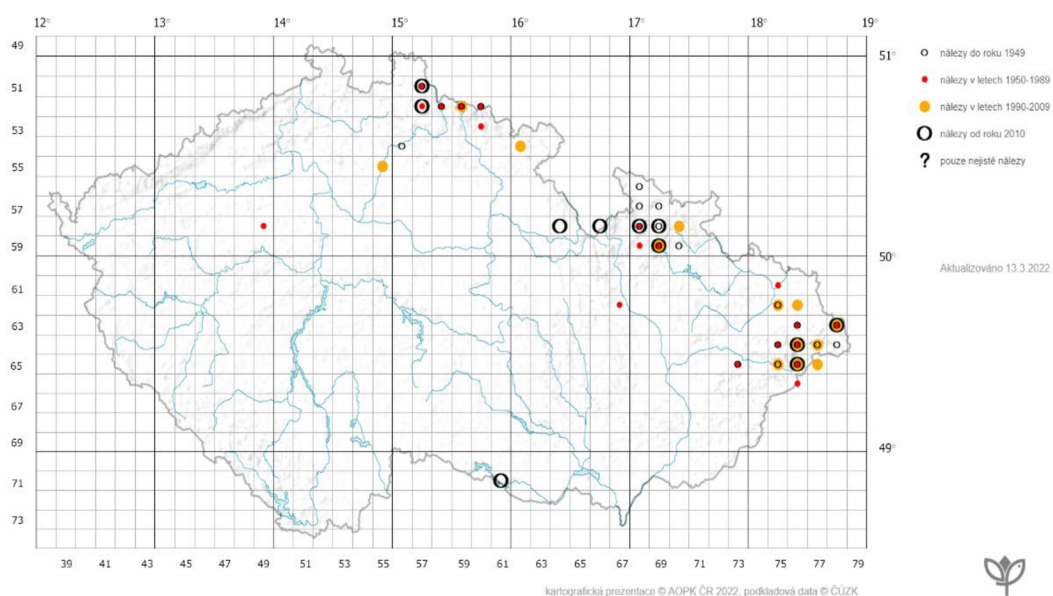 12° 13° 14° 15° 16° 17° 18° 19°
49
51°
51
53
55
57
59
50°
61
63
65
67
69
49°
71
73
39 41 43 45 47 49 51 53 55 57 59 61 63 65 67 69 71 73 75 77 79
nálezy do roku 1949
nálezy v letech 1950-1989
nálezy v letech 1990-2009
nálezy od roku 2010
? pouze nejisté nálezy
Aktualizováno 13.3.2022
kartografická prezentace © AOPK ČR 2022, podkladová data © ČÚZK